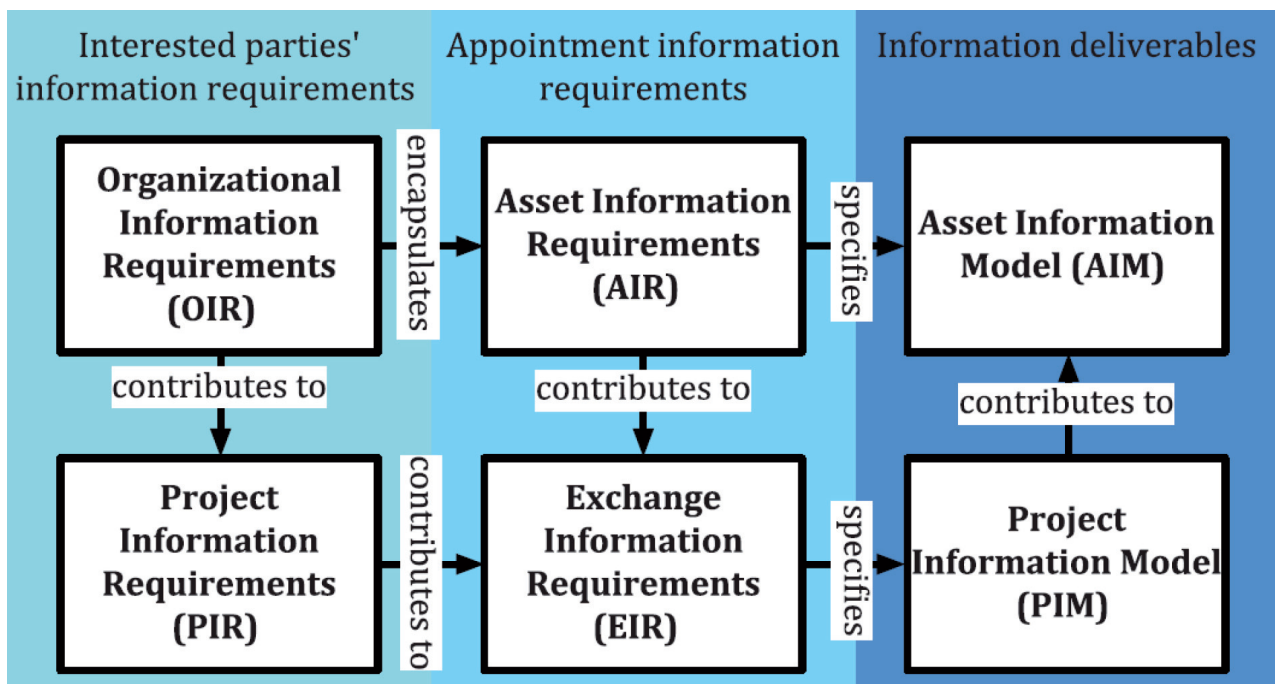 Interested parties'
information requirements
Appointment information
requirements
Information deliverables
Organizational
Information
Requirements
(OIR)
encapsulates
Asset Information
Requirements
(AIR)
specifies
Asset Information
Model (AIM)
contributes to
contributes to
contributes to
Project
Information
Requirements
(PIR)
contributes to
Exchange
Information
Requirements
(EIR)
specifies
Project
Information Model
(PIM)